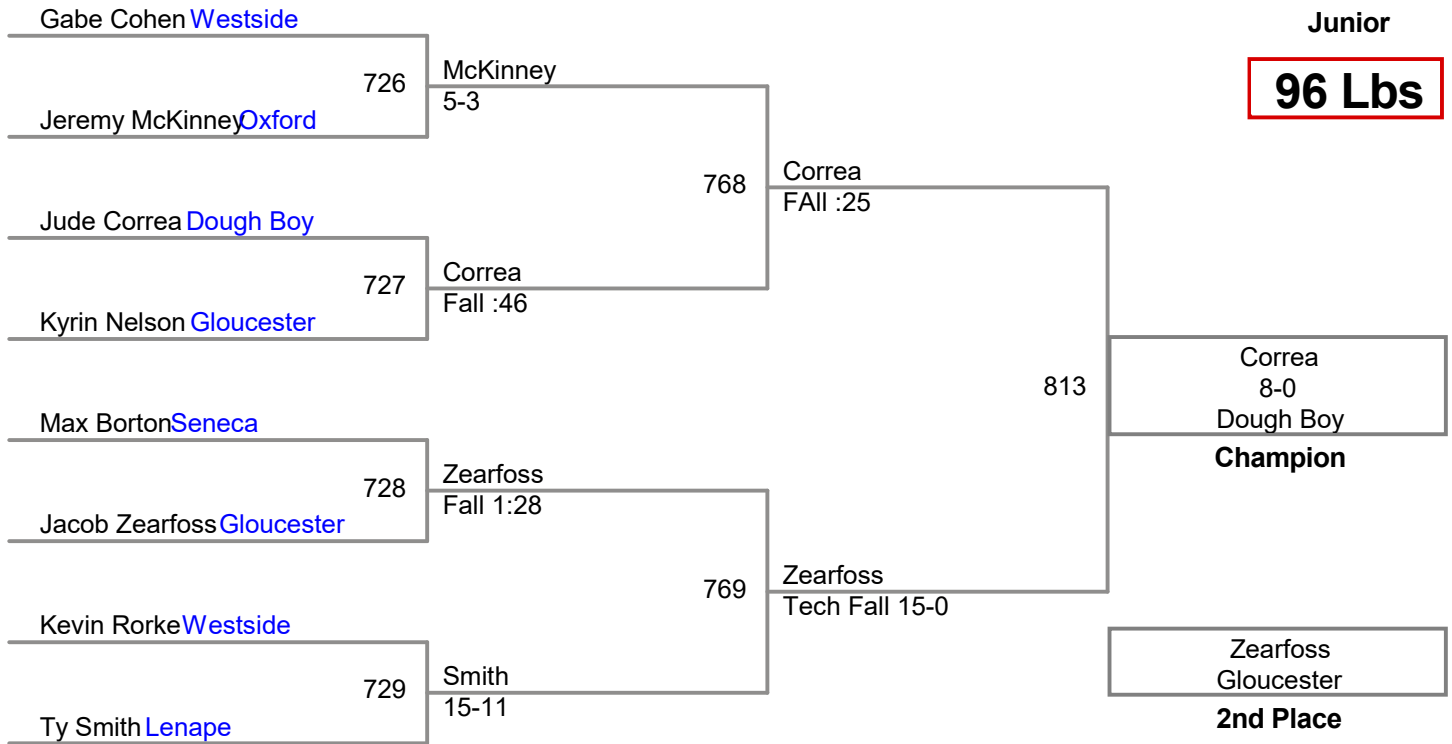 Gabe Cohen Westside
Junior
96 Lbs
726
McKinney
5-3
Jeremy McKinney Oxford
768
Correa
FAll :25
Jude Correa Dough Boy
727
Correa
Fall :46
Kyrin Nelson Gloucester
813
Correa
8-0
Dough Boy
Champion
Max Borton Seneca
728
Zearfoss
Fall 1:28
Jacob Zearfoss Gloucester
769
Zearfoss
Tech Fall 15-0
Kevin Rorke Westside
729
Smith
15-11
Ty Smith Lenape
Zearfoss
Gloucester
2nd Place